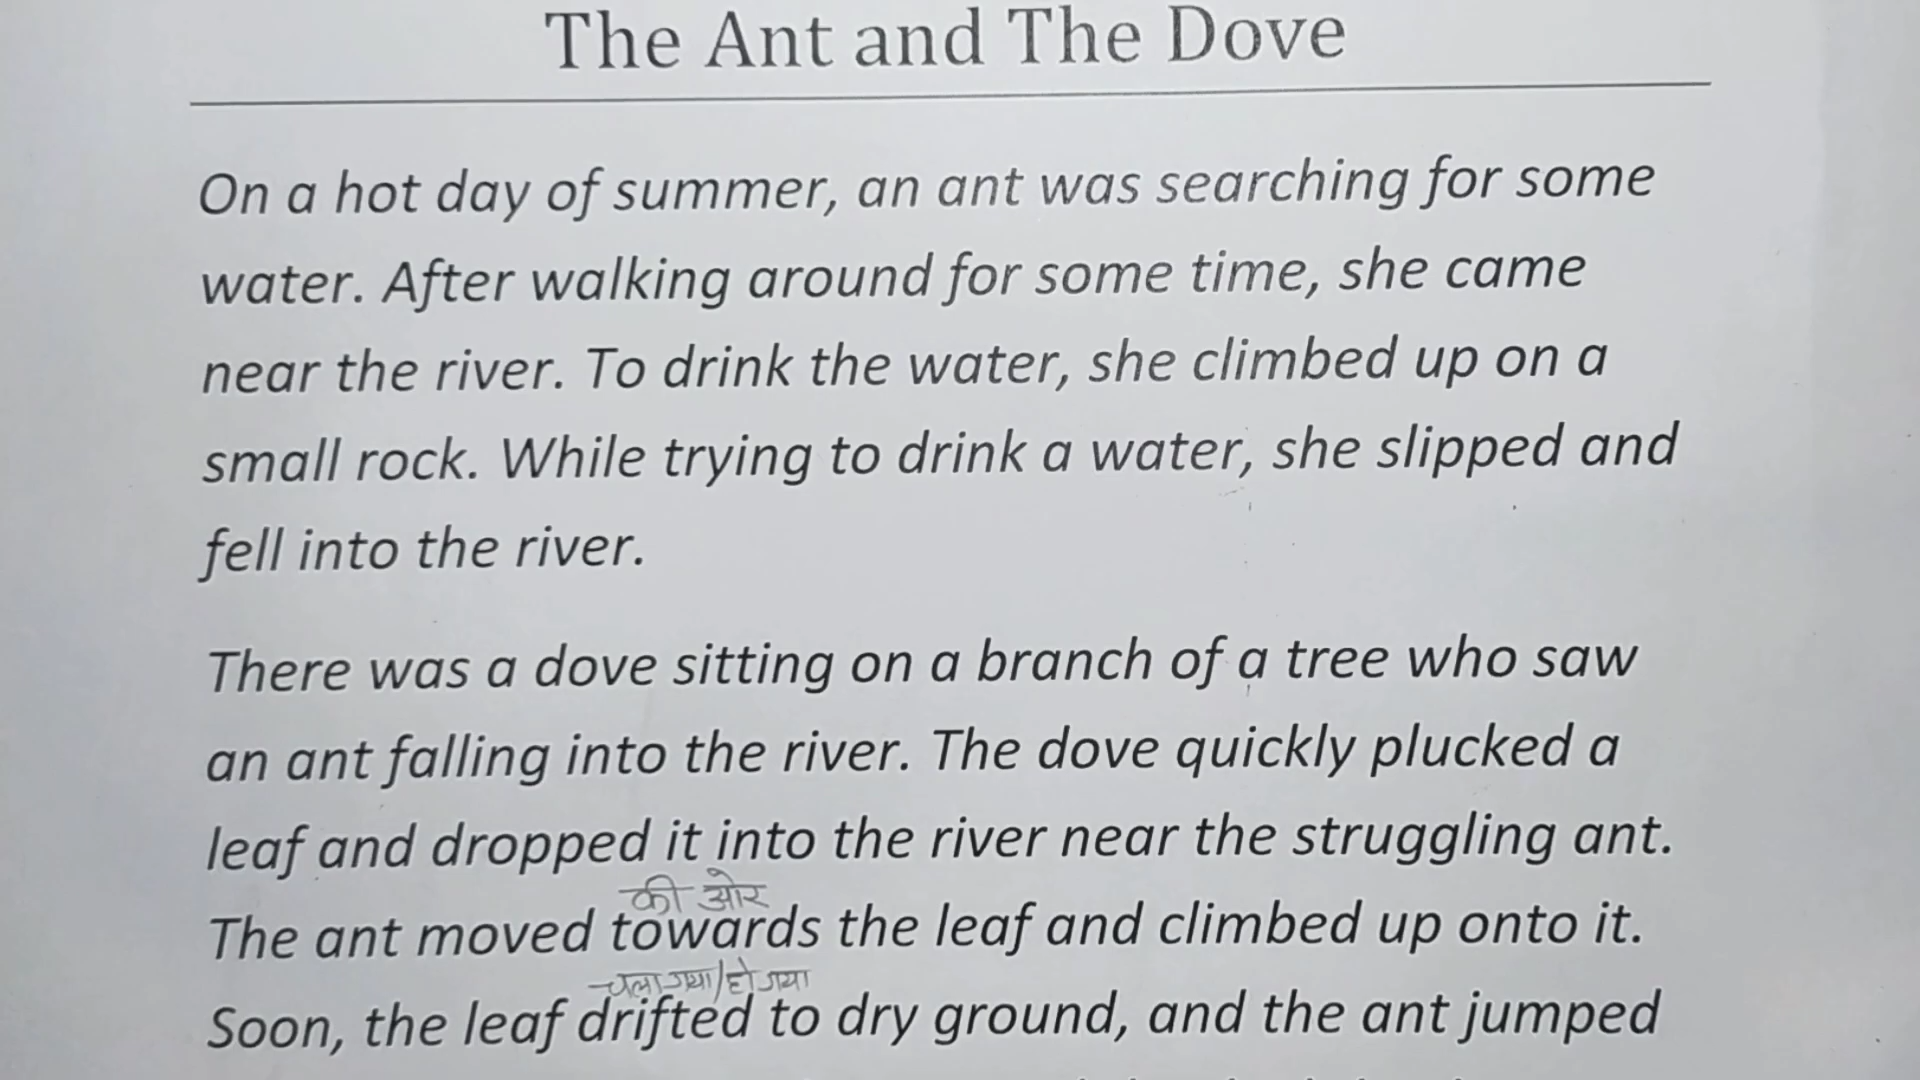 The Ant and The Dove
On a hot day of summer, an ant was searching for some
water. After walking around for some time, she came
near the river. To drink the water, she climbed up on a
small rock. While trying to drink a water, she slipped and
fell into the river.
There was a dove sitting on a branch of a tree who saw
an ant falling into the river. The dove quickly plucked a
leaf and dropped it into the river near the struggling ant.
की ओर
The ant moved towards the leaf and climbed up onto it.
चला गया/हो गया
Soon, the leaf drifted to dry ground, and the ant jumped